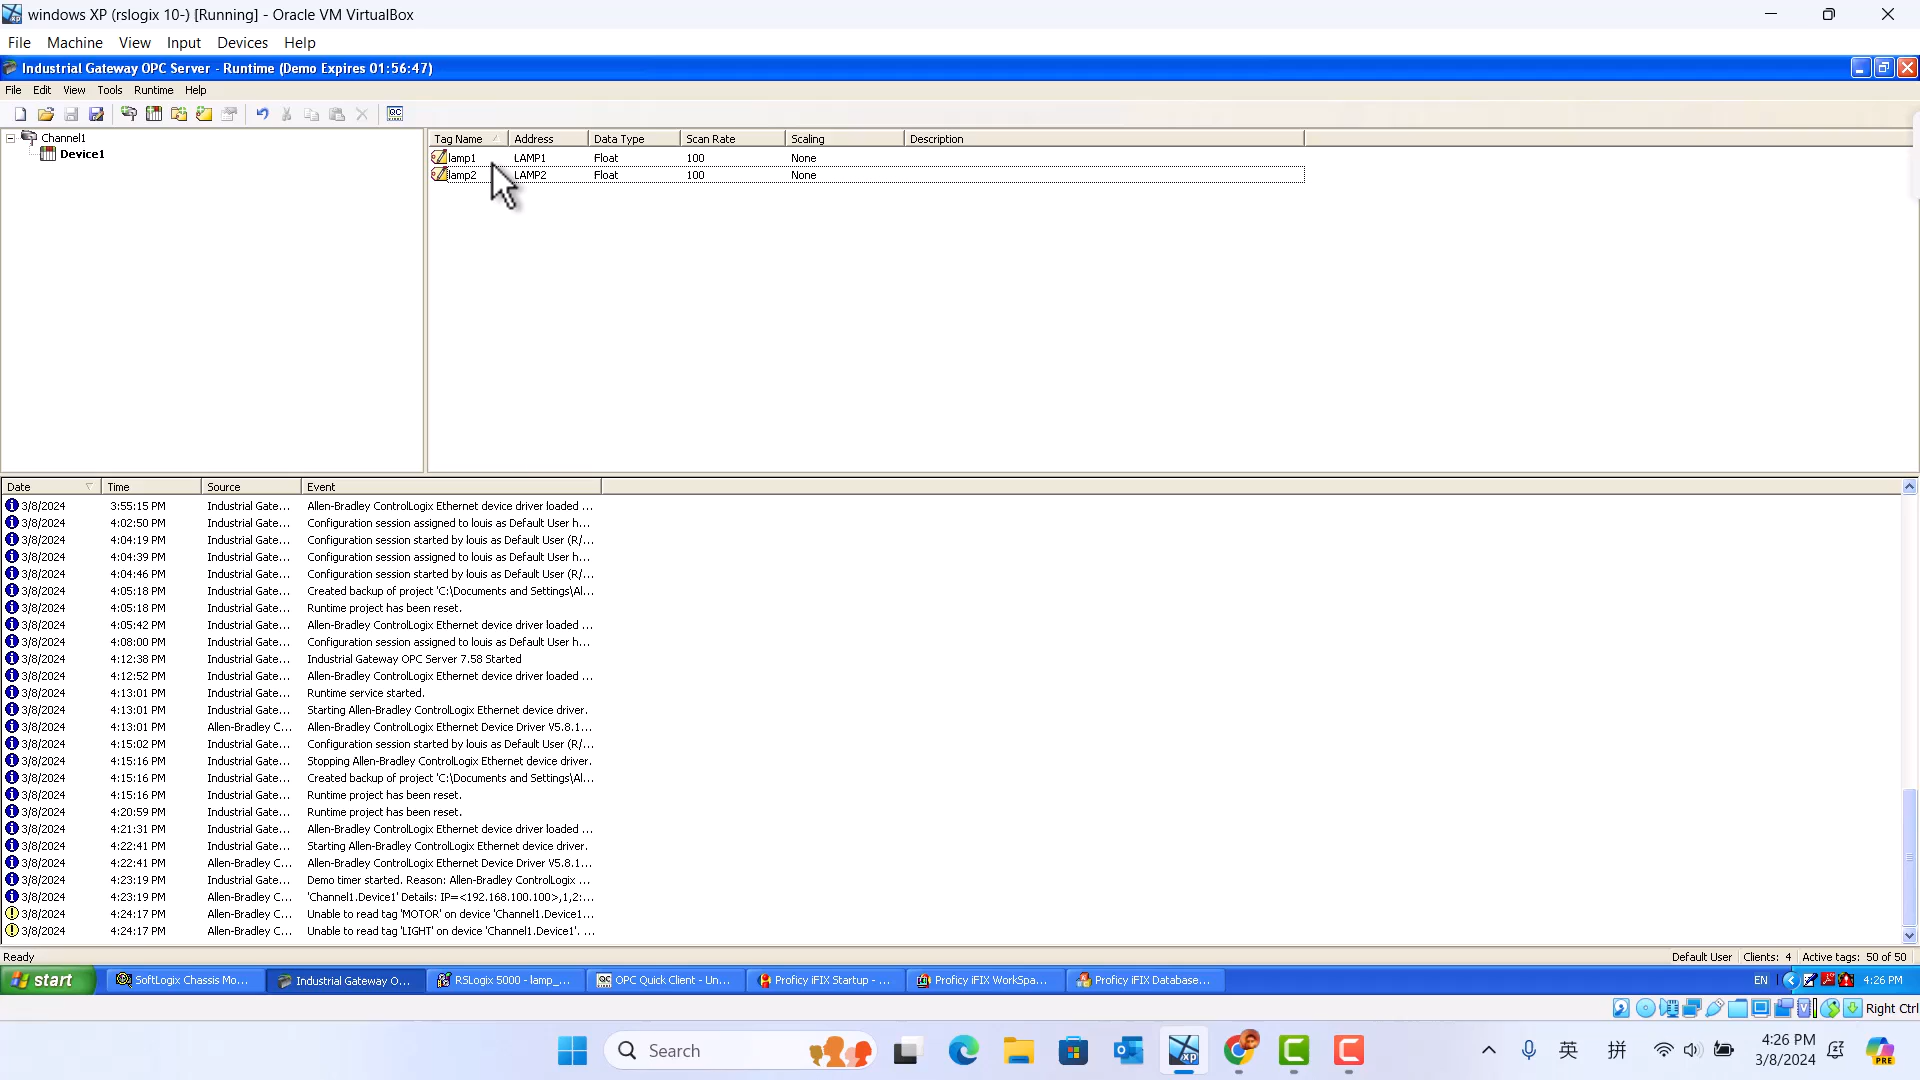 windows XP (rslogix 10-) [Running] - Oracle VM VirtualBox
File Machine View Input Devices Help
Industrial Gateway OPC Server - Runtime (Demo Expires 01:56:47)
File Edit View Tools Runtime Help
Channel1
Device1
Tag Name Address Data Type Scan Rate Scaling Description
lamp1 LAMP1 Float 100 None
lamp2 LAMP2 Float 100 None
Date Time Source Event
3/8/2024 3:55:15 PM Industrial Gate... Allen-Bradley ControlLogix Ethernet device driver loaded ...
3/8/2024 4:02:50 PM Industrial Gate... Configuration session assigned to louis as Default User h...
3/8/2024 4:04:19 PM Industrial Gate... Configuration session started by louis as Default User (R/...
3/8/2024 4:04:39 PM Industrial Gate... Configuration session assigned to louis as Default User h...
3/8/2024 4:04:46 PM Industrial Gate... Configuration session started by louis as Default User (R/...
3/8/2024 4:05:18 PM Industrial Gate... Created backup of project 'C:\Documents and Settings\Al...
3/8/2024 4:05:18 PM Industrial Gate... Runtime project has been reset.
3/8/2024 4:05:42 PM Industrial Gate... Allen-Bradley ControlLogix Ethernet device driver loaded ...
3/8/2024 4:08:00 PM Industrial Gate... Configuration session assigned to louis as Default User h...
3/8/2024 4:12:38 PM Industrial Gate... Industrial Gateway OPC Server 7.58 Started
3/8/2024 4:12:52 PM Industrial Gate... Allen-Bradley ControlLogix Ethernet device driver loaded ...
3/8/2024 4:13:01 PM Industrial Gate... Runtime service started.
3/8/2024 4:13:01 PM Industrial Gate... Starting Allen-Bradley ControlLogix Ethernet device driver.
3/8/2024 4:13:01 PM Allen-Bradley C... Allen-Bradley ControlLogix Ethernet Device Driver V5.8.1...
3/8/2024 4:15:02 PM Industrial Gate... Configuration session started by louis as Default User (R/...
3/8/2024 4:15:16 PM Industrial Gate... Stopping Allen-Bradley ControlLogix Ethernet device driver.
3/8/2024 4:15:16 PM Industrial Gate... Created backup of project 'C:\Documents and Settings\Al...
3/8/2024 4:15:16 PM Industrial Gate... Runtime project has been reset.
3/8/2024 4:20:59 PM Industrial Gate... Runtime project has been reset.
3/8/2024 4:21:31 PM Industrial Gate... Allen-Bradley ControlLogix Ethernet device driver loaded ...
3/8/2024 4:22:41 PM Industrial Gate... Starting Allen-Bradley ControlLogix Ethernet device driver.
3/8/2024 4:22:41 PM Allen-Bradley C... Allen-Bradley ControlLogix Ethernet Device Driver V5.8.1...
3/8/2024 4:23:19 PM Industrial Gate... Demo timer started. Reason: Allen-Bradley ControlLogix ...
3/8/2024 4:23:19 PM Allen-Bradley C... 'Channel1.Device1' Details: IP=<192.168.100.100>,1,2:...
3/8/2024 4:24:17 PM Allen-Bradley C... Unable to read tag 'MOTOR' on device 'Channel1.Device1...
3/8/2024 4:24:17 PM Allen-Bradley C... Unable to read tag 'LIGHT' on device 'Channel1.Device1'. ...
Ready Default User Clients: 4 Active tags: 50 of 50
start SoftLogix Chassis Mo... Industrial Gateway O... RSLogix 5000 - lamp_... OPC Quick Client - Un... Proficy iFIX Startup - ... Proficy iFIX WorkSpa... Proficy iFIX Database... EN 4:26 PM
Right Ctrl
Search 英 拼 4:26 PM
3/8/2024
PRE